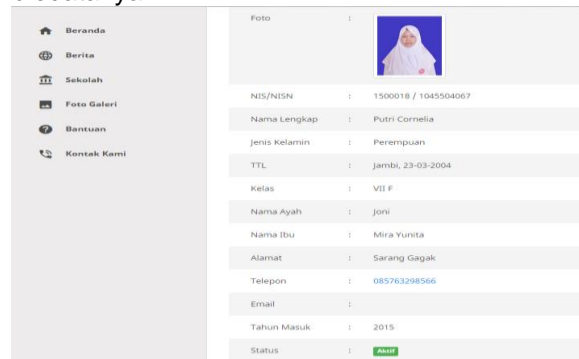 Beranda
Berita
Sekolah
Foto Galeri
Bantuan
Kontak Kami
Foto :
NIS/NISN : 1500018 / 1045504067
Nama Lengkap : Putri Cornelia
Jenis Kelamin : Perempuan
TTL : Jambi, 23-03-2004
Kelas : VII F
Nama Ayah : Joni
Nama Ibu : Mira Yunita
Alamat : Sarang Gagak
Telepon : 085763298566
Email :
Tahun Masuk : 2015
Status : Aktif